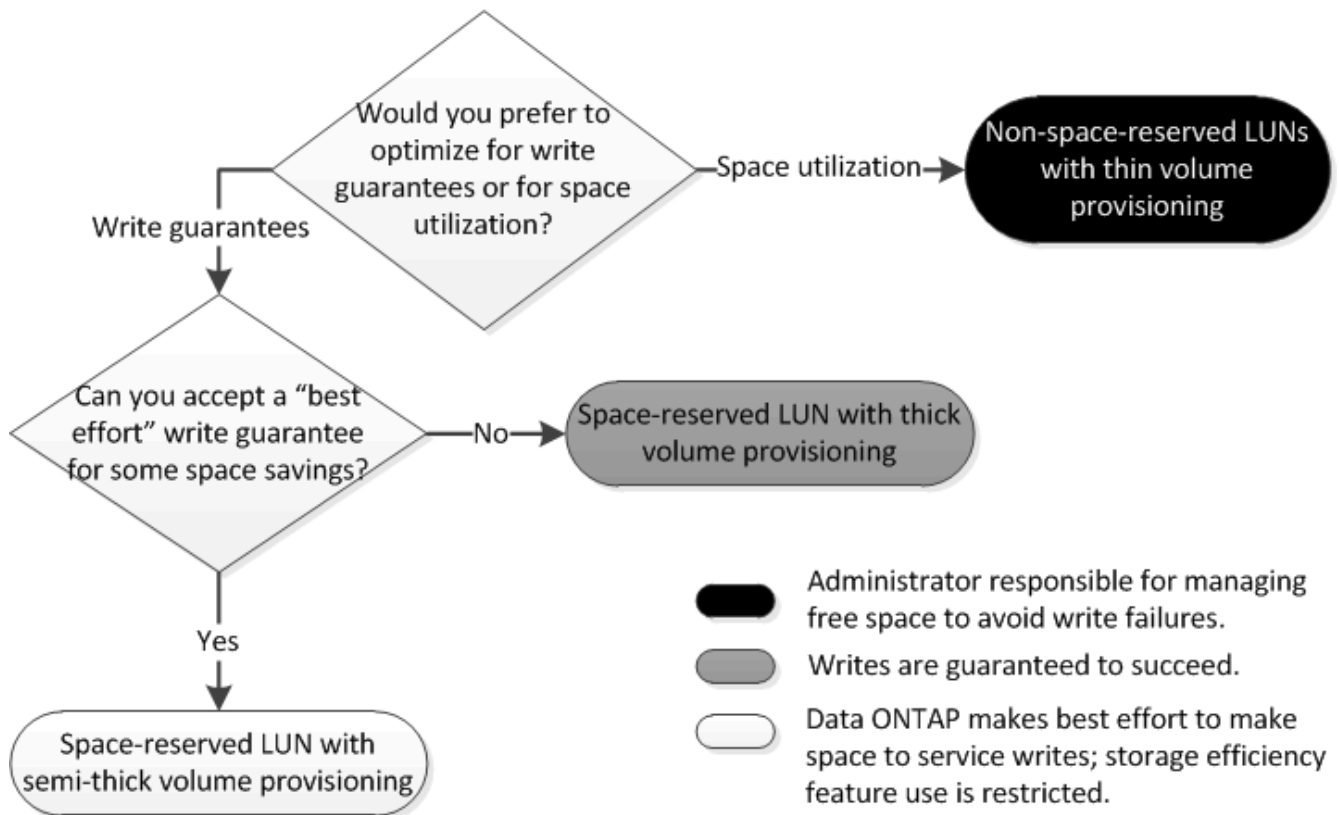 Would you prefer to
optimize for write
guarantees or for space
utilization?
Space utilization
Non-space-reserved LUNs
with thin volume
provisioning
Write guarantees
Can you accept a “best
effort” write guarantee
for some space savings?
No
Space-reserved LUN with thick
volume provisioning
Yes
Space-reserved LUN with
semi-thick volume provisioning
Administrator responsible for managing
free space to avoid write failures.
Writes are guaranteed to succeed.
Data ONTAP makes best effort to make
space to service writes; storage efficiency
feature use is restricted.